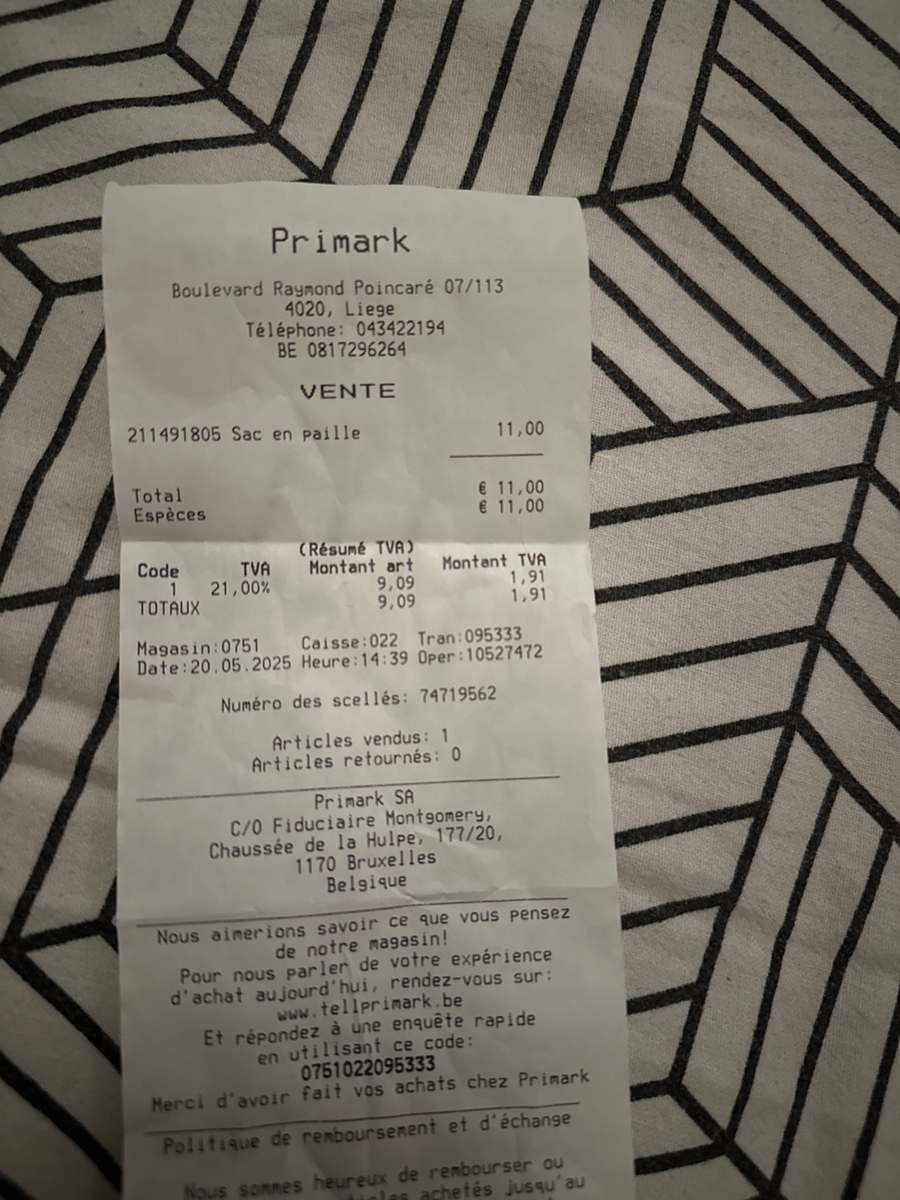 Primark
Boulevard Raymond Poincaré 07/113
4020, Liege
Téléphone: 043422194
BE 0817296264
VENTE
211491805 Sac en paille 11,00
Total € 11,00
Espèces € 11,00
(Résumé TVA)
Code TVA Montant art Montant TVA
1 21,00% 9,09 1,91
TOTAUX 9,09 1,91
Magasin:0751 Caisse:022 Tran:095333
Date:20.05.2025 Heure:14:39 Oper:10527472
Numéro des scellés: 74719562
Articles vendus: 1
Articles retournés: 0
Primark SA
C/O Fiduciaire Montgomery,
Chaussée de la Hulpe, 177/20,
1170 Bruxelles
Belgique
Nous aimerions savoir ce que vous pensez
de notre magasin!
Pour nous parler de votre expérience
d'achat aujourd'hui, rendez-vous sur:
www.tellprimark.be
Et répondez à une enquête rapide
en utilisant ce code:
0751022095333
Merci d'avoir fait vos achats chez Primark
Politique de remboursement et d'échange
Nous sommes heureux de rembourser ou
achetés jusqu'au